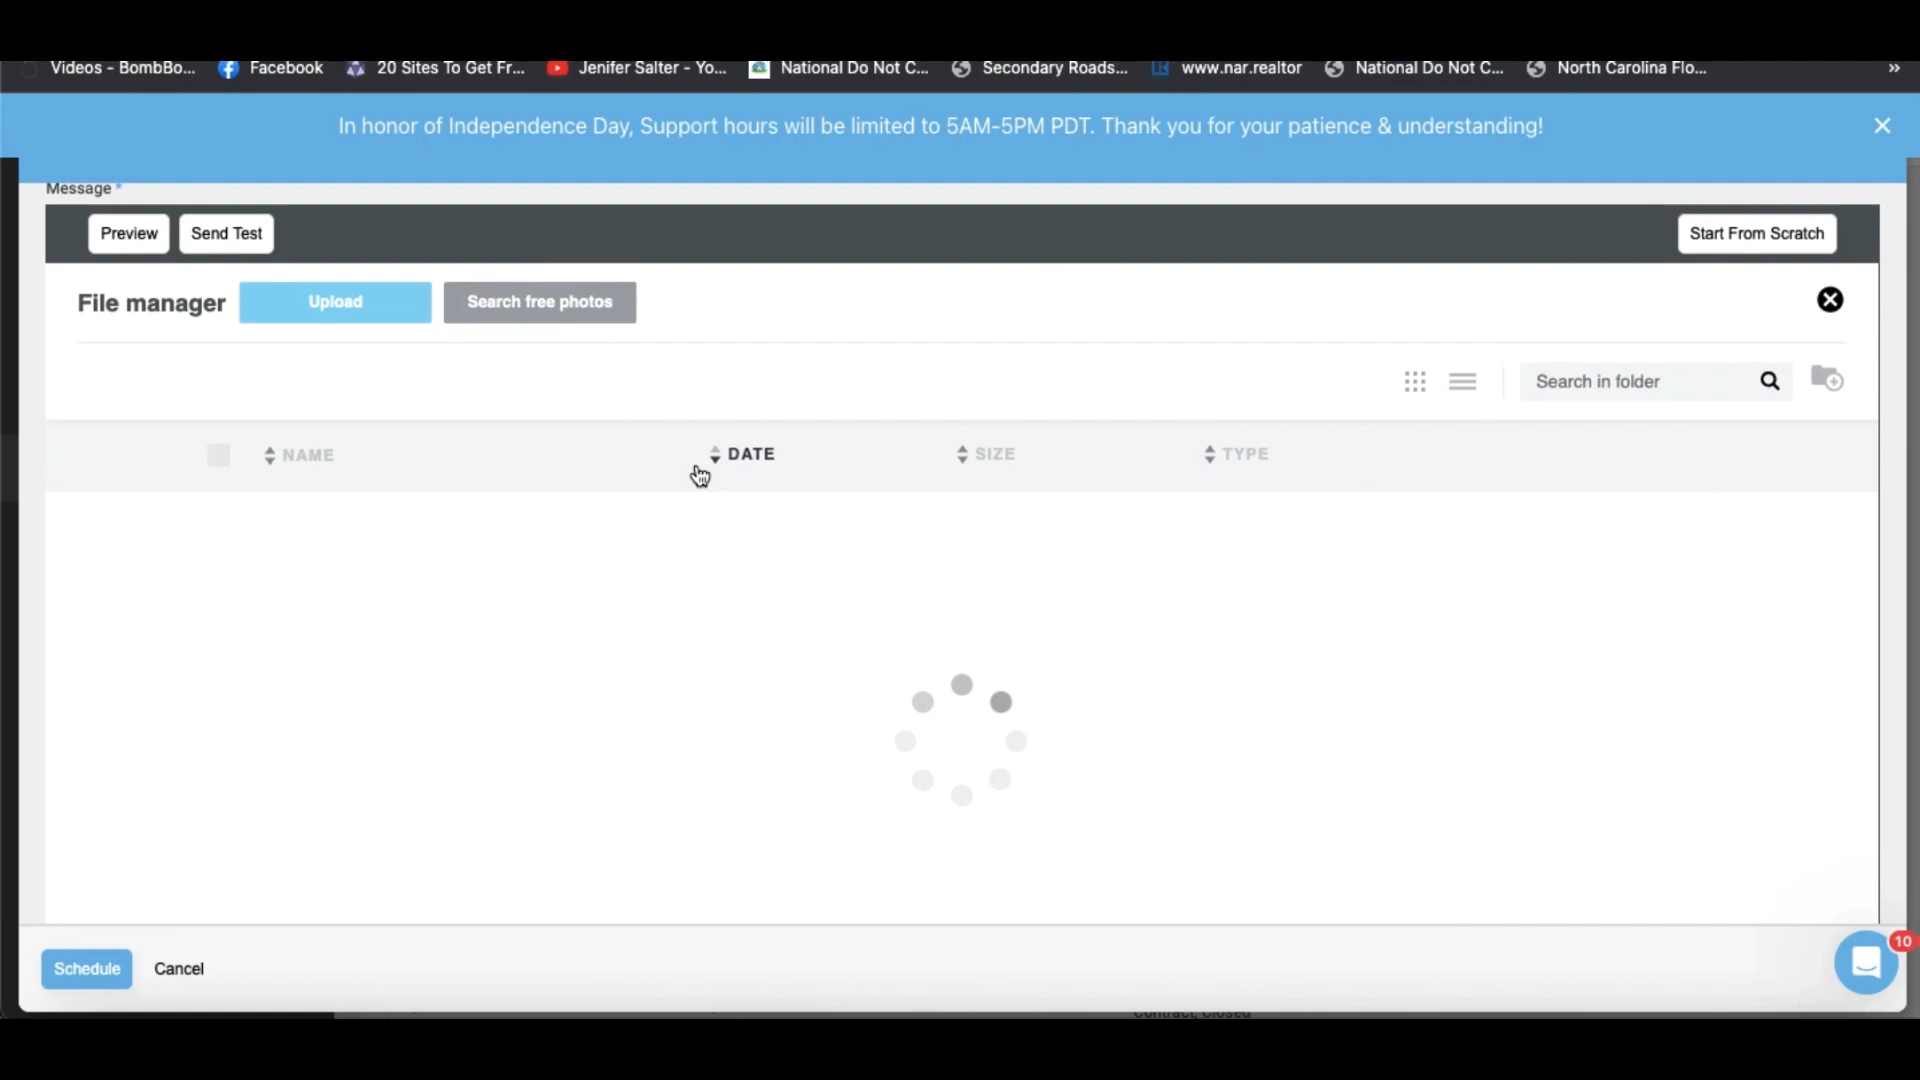 Videos - BombBo... Facebook 20 Sites To Get Fr... Jenifer Salter - Yo... National Do Not C... Secondary Roads... www.nar.realtor National Do Not C... North Carolina Flo... »
In honor of Independence Day, Support hours will be limited to 5AM-5PM PDT. Thank you for your patience & understanding!
Message *
Preview Send Test Start From Scratch
File manager Upload Search free photos
Search in folder
NAME DATE SIZE TYPE
10
Schedule Cancel
Contract, Closed